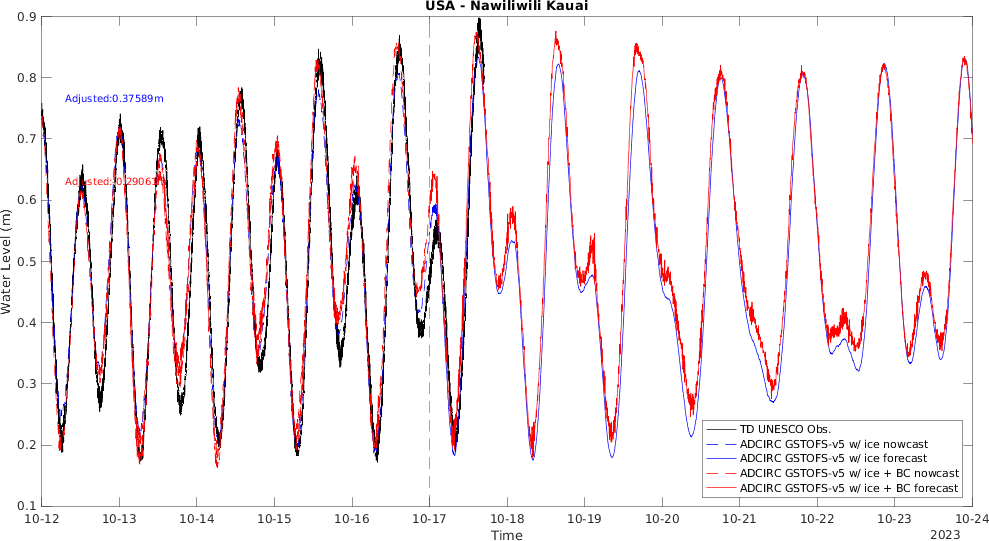 USA - Nawiliwili Kauai
0.9
0.8
0.7
0.6
0.5
0.4
0.3
0.2
0.1
Water Level (m)
Adjusted:0.37589m
Adjusted:
10-12 10-13 10-14 10-15 10-16 10-17 10-18 10-19 10-20 10-21 10-22 10-23 10-24
Time
2023
TD UNESCO Obs.
ADCIRC GSTOFS-v5 w/ ice nowcast
ADCIRC GSTOFS-v5 w/ ice forecast
ADCIRC GSTOFS-v5 w/ ice + BC nowcast
ADCIRC GSTOFS-v5 w/ ice + BC forecast